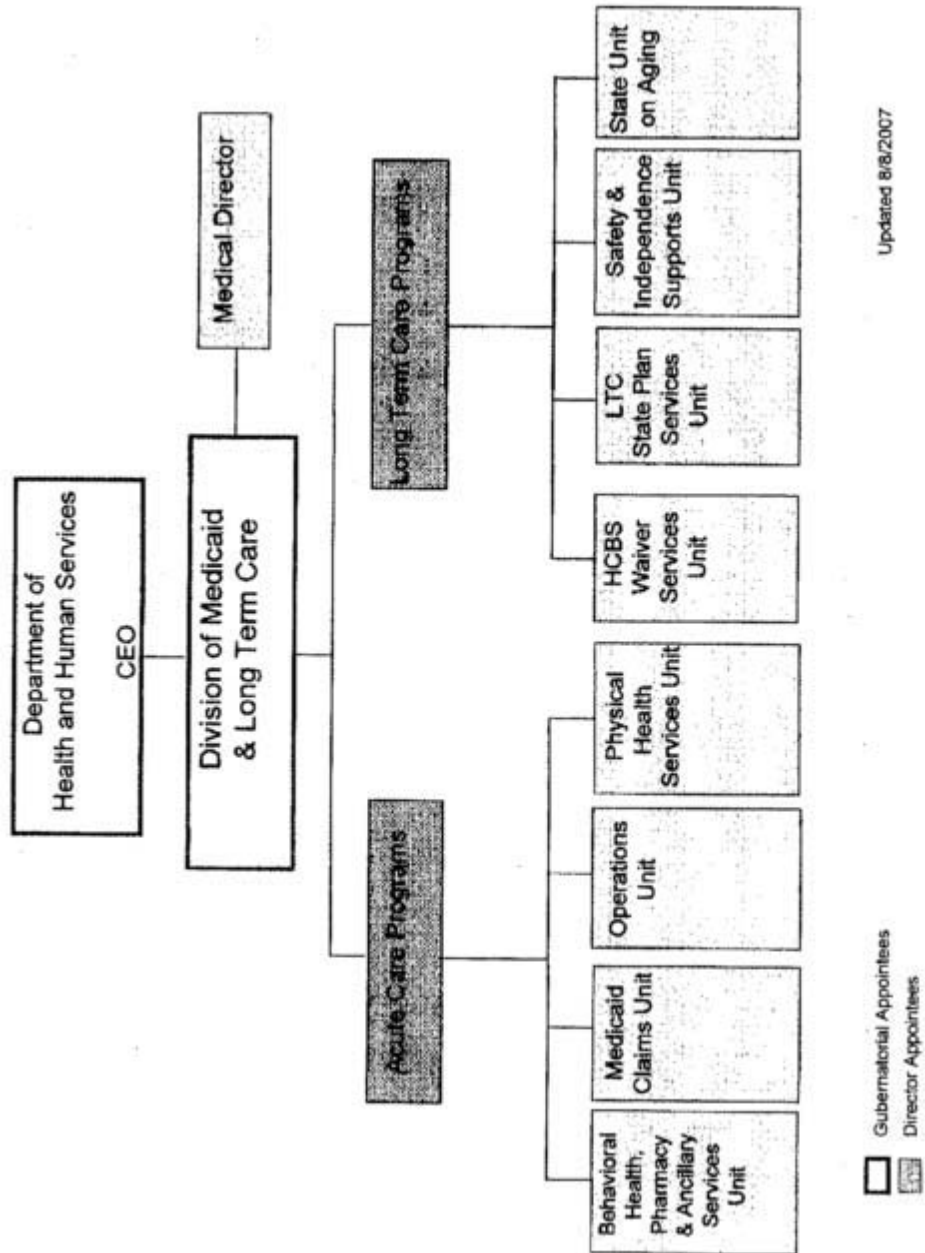 Department of
Health and Human Services
CEO
Division of Medicaid
& Long Term Care
Medical Director
Acute Care Programs
Long Term Care Programs
Behavioral
Health,
Pharmacy
& Ancillary
Services
Unit
Medicaid
Claims Unit
Operations
Unit
Physical
Health
Services Unit
HCBS
Waiver
Services
Unit
LTC
State Plan
Services
Unit
Safety &
Independence
Supports Unit
State Unit
on Aging
Gubernatorial Appointees
Director Appointees
Updated 8/8/2007